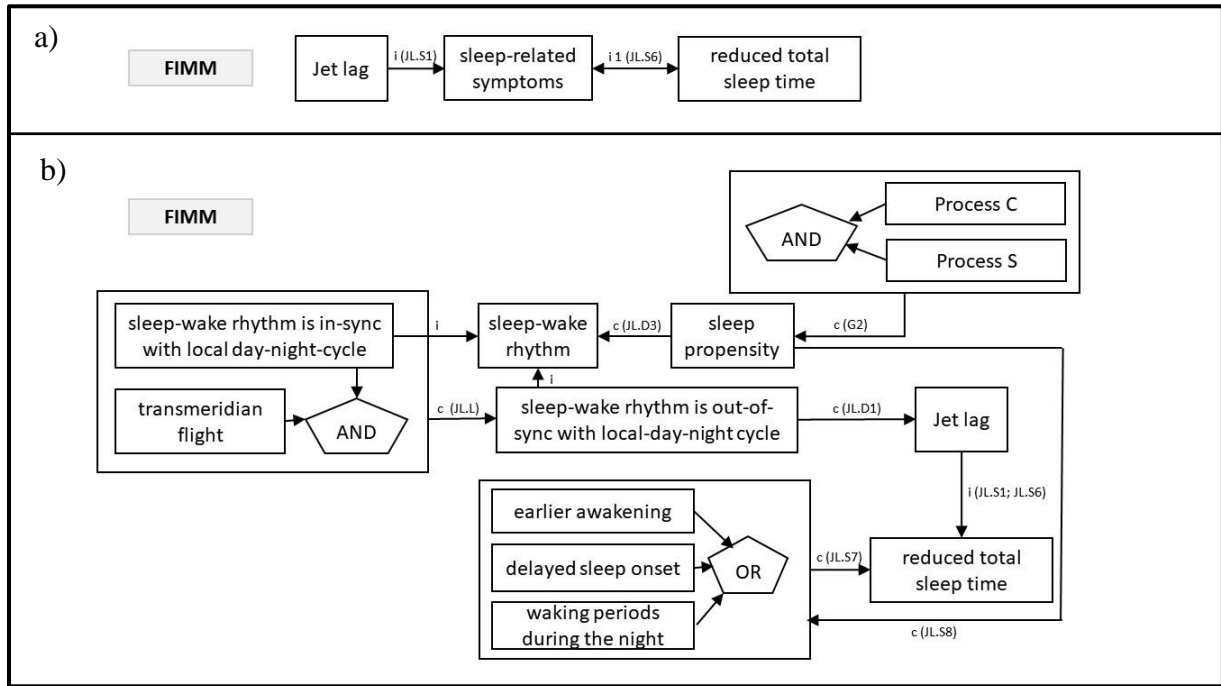 a)
FIMM
Jet lag
i (JL.S1)
sleep-related
symptoms
i 1 (JL.S6)
reduced total
sleep time
b)
FIMM
AND
Process C
Process S
c (G2)
sleep-wake rhythm is in-sync
with local day-night-cycle
transmeridian
flight
AND
i
sleep-wake
rhythm
c (JL.D3)
sleep
propensity
i
c (JL.L)
sleep-wake rhythm is out-of-
sync with local-day-night cycle
c (JL.D1)
Jet lag
i (JL.S1; JL.S6)
earlier awakening
delayed sleep onset
waking periods
during the night
OR
c (JL.S7)
reduced total
sleep time
c (JL.S8)